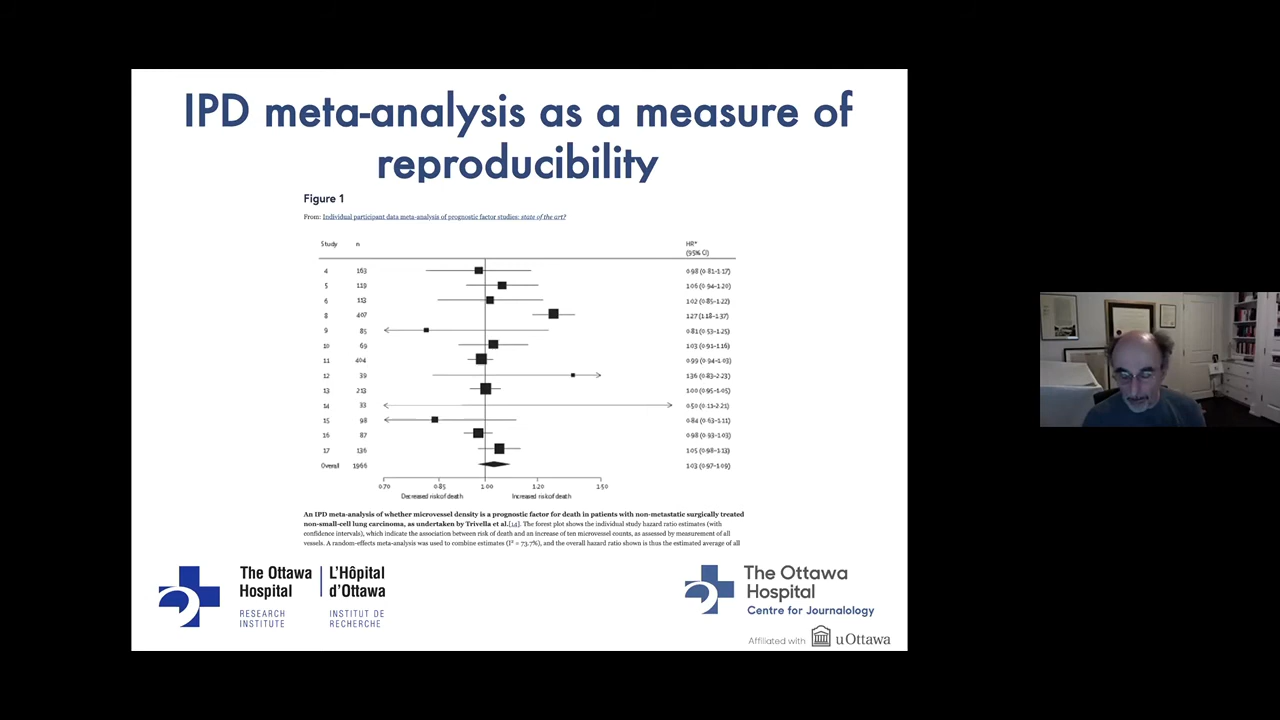 IPD meta-analysis as a measure of
reproducibility
Figure 1
From: Individual participant data meta-analysis of prognostic factor studies: state of the art?
Study n HR* (95% CI)
4 163 0·98 (0·81–1·17)
5 119 1·06 (0·94–1·20)
6 113 1·02 (0·85–1·22)
8 407 1·27 (1·18–1·37)
9 85 0·81 (0·53–1·25)
10 69 1·03 (0·91–1·16)
11 404 0·99 (0·94–1·03)
12 39 1·36 (0·83–2·23)
13 213 1·00 (0·95–1·05)
14 33 0·50 (0·11–2·21)
15 98 0·84 (0·63–1·11)
16 87 0·98 (0·93–1·03)
17 136 1·05 (0·98–1·13)
Overall 1966 1·03 (0·97–1·09)
0·70 0·85 1·00 1·20 1·50
Decreased risk of death Increased risk of death
An IPD meta-analysis of whether microvessel density is a prognostic factor for death in patients with non-metastatic surgically treated
non-small-cell lung carcinoma, as undertaken by Trivella et al.[14]. The forest plot shows the individual study hazard ratio estimates (with
confidence intervals), which indicate the association between risk of death and an increase of ten microvessel counts, as assessed by measurement of all
vessels. A random-effects meta-analysis was used to combine estimates (I² = 73.7%), and the overall hazard ratio shown is thus the estimated average of all
The Ottawa Hospital
RESEARCH INSTITUTE
L'Hôpital d'Ottawa
INSTITUT DE RECHERCHE
The Ottawa
Hospital
Centre for Journalology
Affiliated with uOttawa